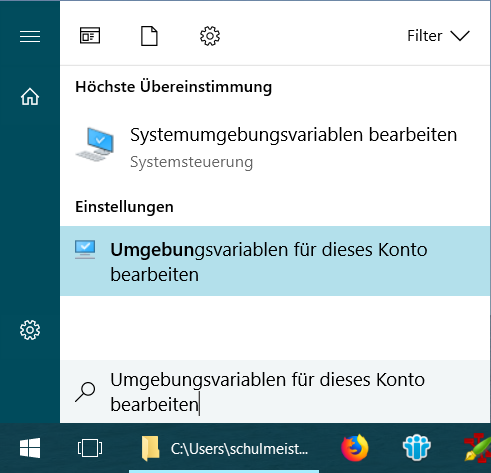 Filter
Höchste Übereinstimmung
Systemumgebungsvariablen bearbeiten
Systemsteuerung
Einstellungen
Umgebungsvariablen für dieses Konto
bearbeiten
Umgebungsvariablen für dieses Konto
bearbeiten
C:\Users\schulmeist...